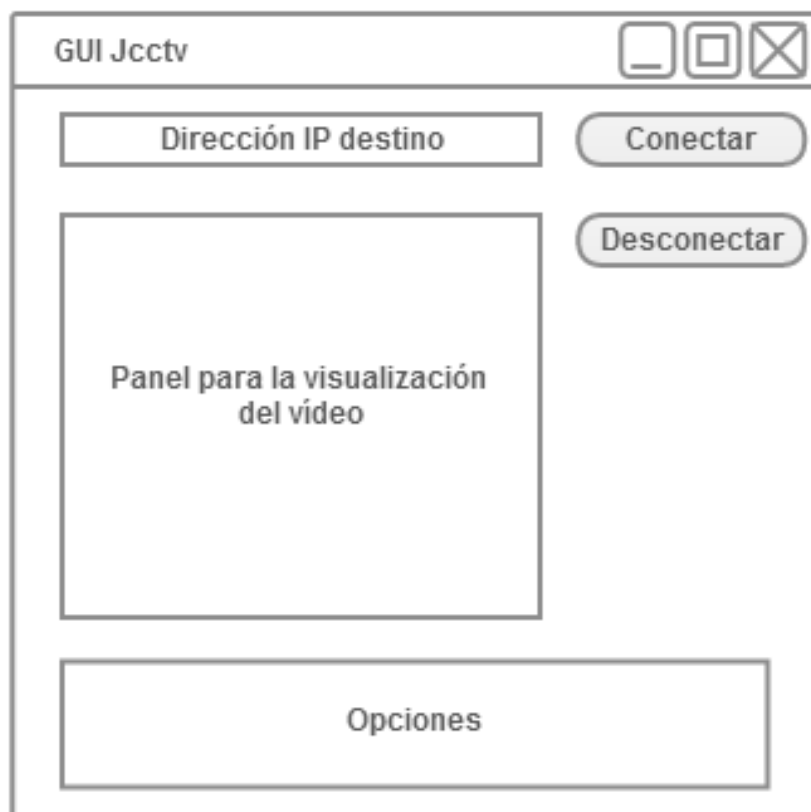 GUI Jcctv
Dirección IP destino
Conectar
Desconectar
Panel para la visualización
del vídeo
Opciones